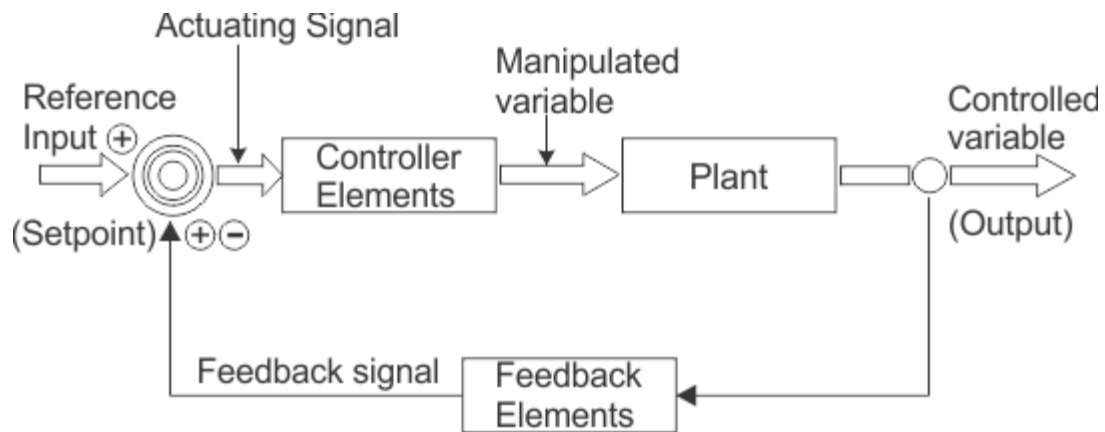 Actuating Signal
Manipulated
variable
Reference
Input ⊕
Controlled
variable
Controller
Elements
Plant
(Setpoint) ⊕⊖
(Output)
Feedback signal
Feedback
Elements